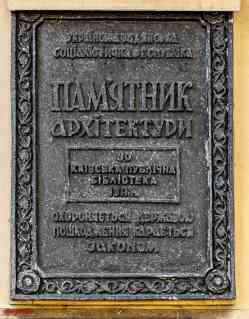 УКРАЇНСЬКА РАДЯНСЬКА
СОЦІАЛІСТИЧНА РЕСПУБЛІКА
ПАМ'ЯТНИК
АРХІТЕКТУРИ
КИЇВСЬКА ПУБЛІЧНА
БІБЛІОТЕКА
ОХОРОНЯЄТЬСЯ ДЕРЖАВОЮ
ПОШКОДЖЕННЯ КАРАЄТЬСЯ
ЗАКОНОМ